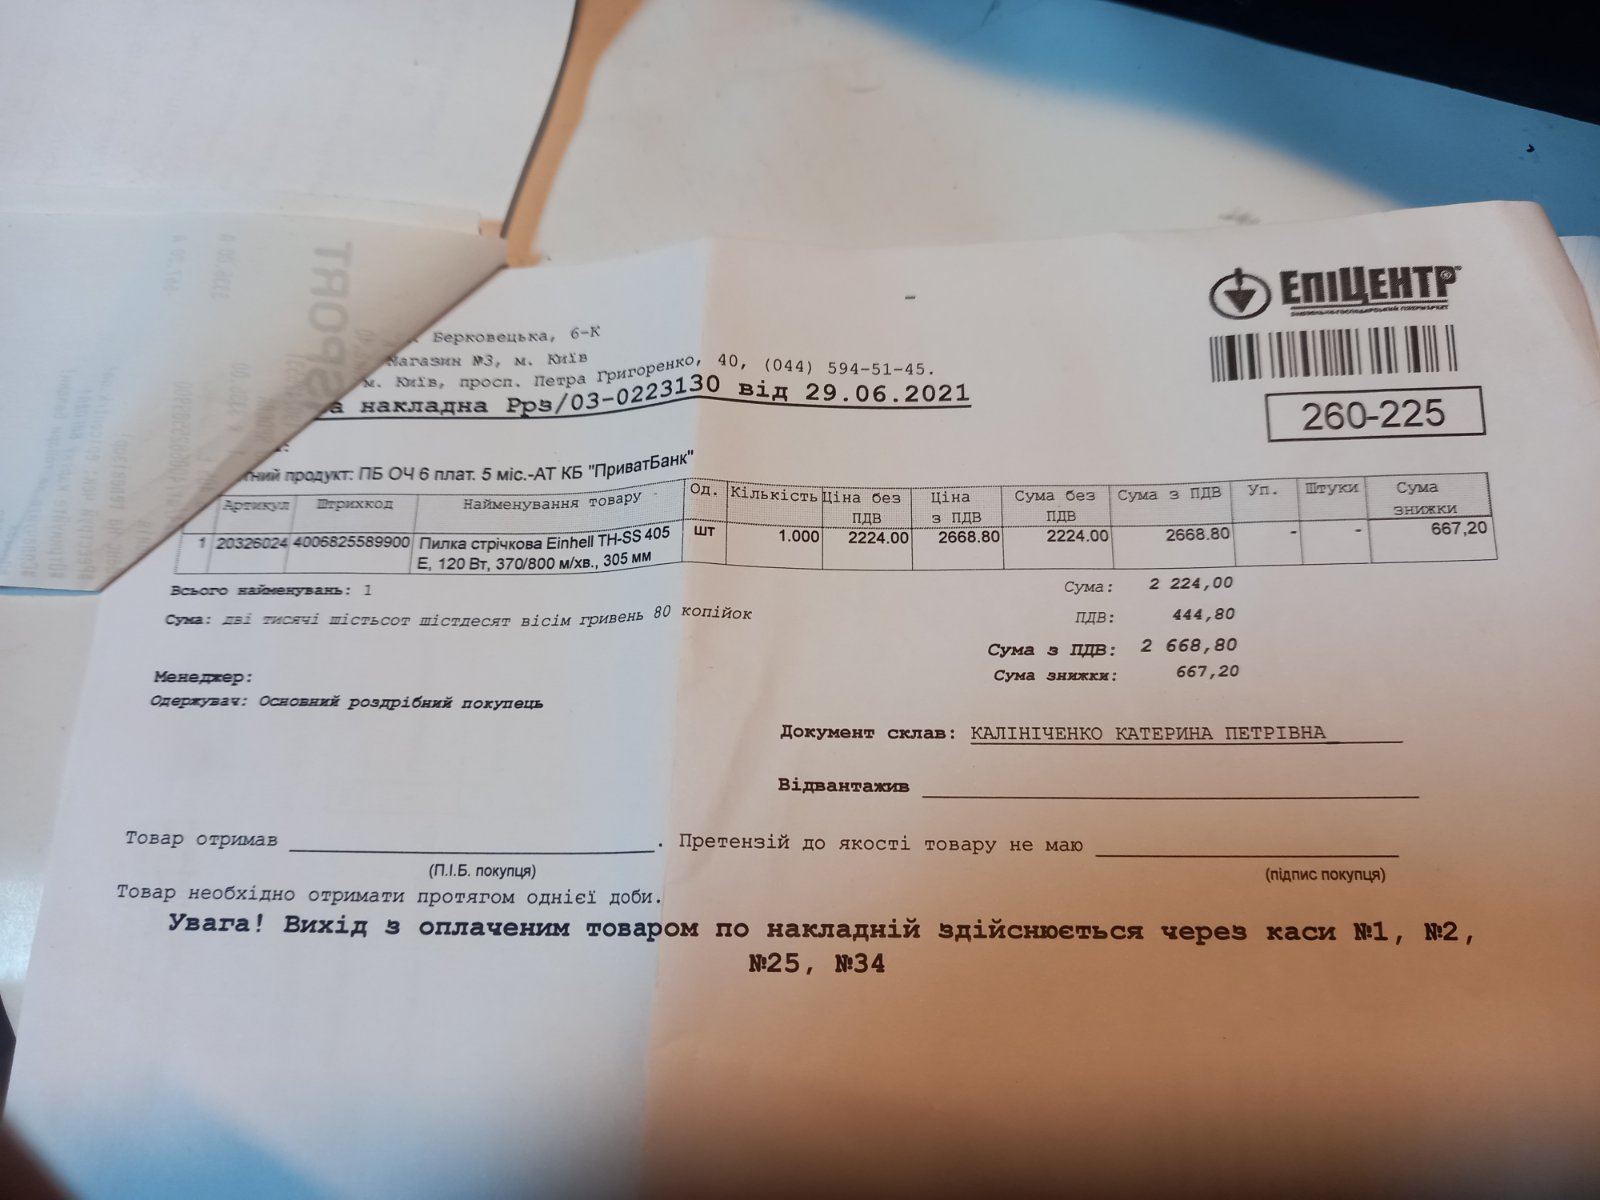 ЕПІЦЕНТР
Берковецька, 6-К
Магазин №3, м. Київ
м. Київ, просп. Петра Григоренко, 40, (044) 594-51-45.
накладна Ррз/03-0223130 від 29.06.2021
260-225
продукт: ПБ ОЧ 6 плат. 5 міс.-АТ КБ "ПриватБанк"
Артикул Штрихкод Найменування товару Од. Кількість Ціна без ПДВ Ціна з ПДВ Сума без ПДВ Сума з ПДВ Уп. Штуки Сума знижки
1 20326024 4006825589900 Пилка стрічкова Einhell TH-SS 405 шт 1.000 2224.00 2668.80 2224.00 2668.80 - - 667,20
Е, 120 Вт, 370/800 м/хв., 305 мм
Всього найменувань: 1
Сума: 2 224,00
Сума: дві тисячі шістьсот шістдесят вісім гривень 80 копійок
ПДВ: 444,80
Сума з ПДВ: 2 668,80
Сума знижки: 667,20
Менеджер:
Одержувач: Основний роздрібний покупець
Документ склав: КАЛІНІЧЕНКО КАТЕРИНА ПЕТРІВНА
Відвантажив
Товар отримав . Претензій до якості товару не маю
(П.І.Б. покупця) (підпис покупця)
Товар необхідно отримати протягом однієї доби.
Увага! Вихід з оплаченим товаром по накладній здійснюється через каси №1, №2,
№25, №34
SPORT